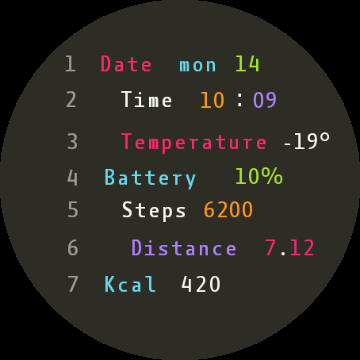 1 Date mon 14
2 Time 10 : 09
3 Temperature -19°
4 Battery 10%
5 Steps 6200
6 Distance 7.12
7 Kcal 420